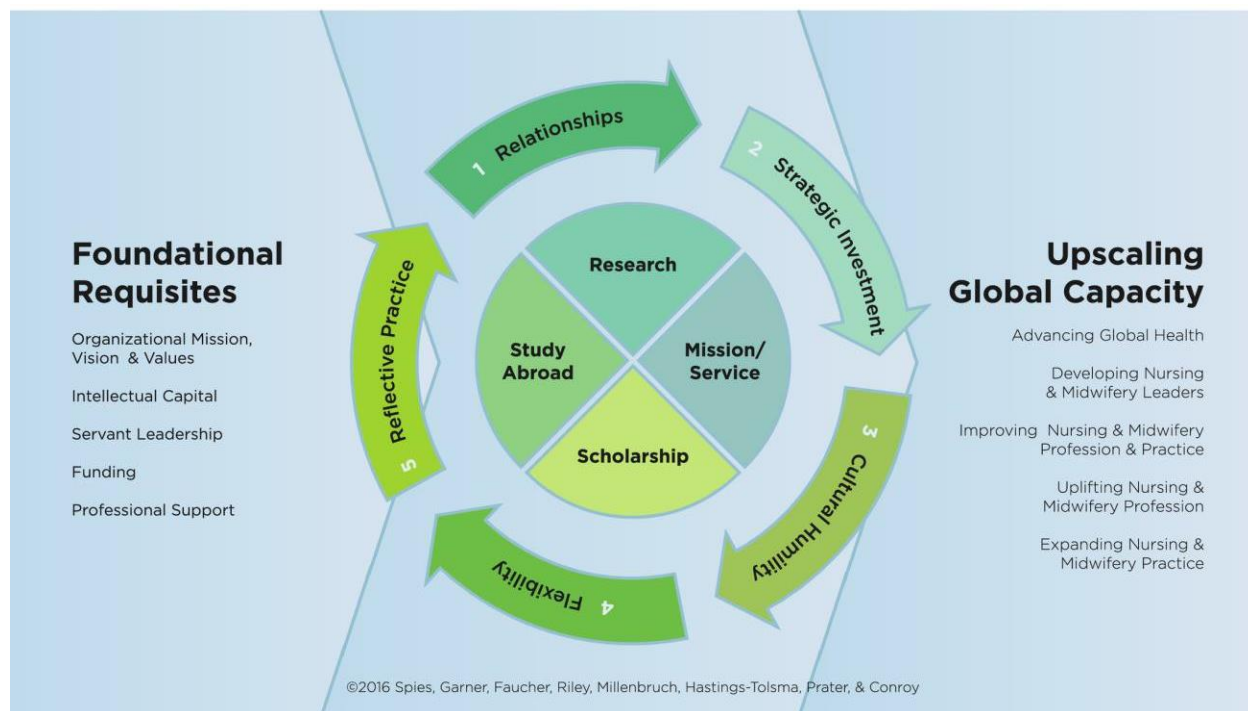 Foundational
Requisites
Organizational Mission,
Vision & Values
Intellectual Capital
Servant Leadership
Funding
Professional Support
1 Relationships
2 Strategic Investment
3 Cultural Humility
4 Flexibility
5 Reflective Practice
Research
Mission/
Service
Scholarship
Study
Abroad
Upscaling
Global Capacity
Advancing Global Health
Developing Nursing
& Midwifery Leaders
Improving Nursing & Midwifery
Profession & Practice
Uplifting Nursing &
Midwifery Profession
Expanding Nursing &
Midwifery Practice
©2016 Spies, Garner, Faucher, Riley, Millenbruch, Hastings-Tolsma, Prater, & Conroy